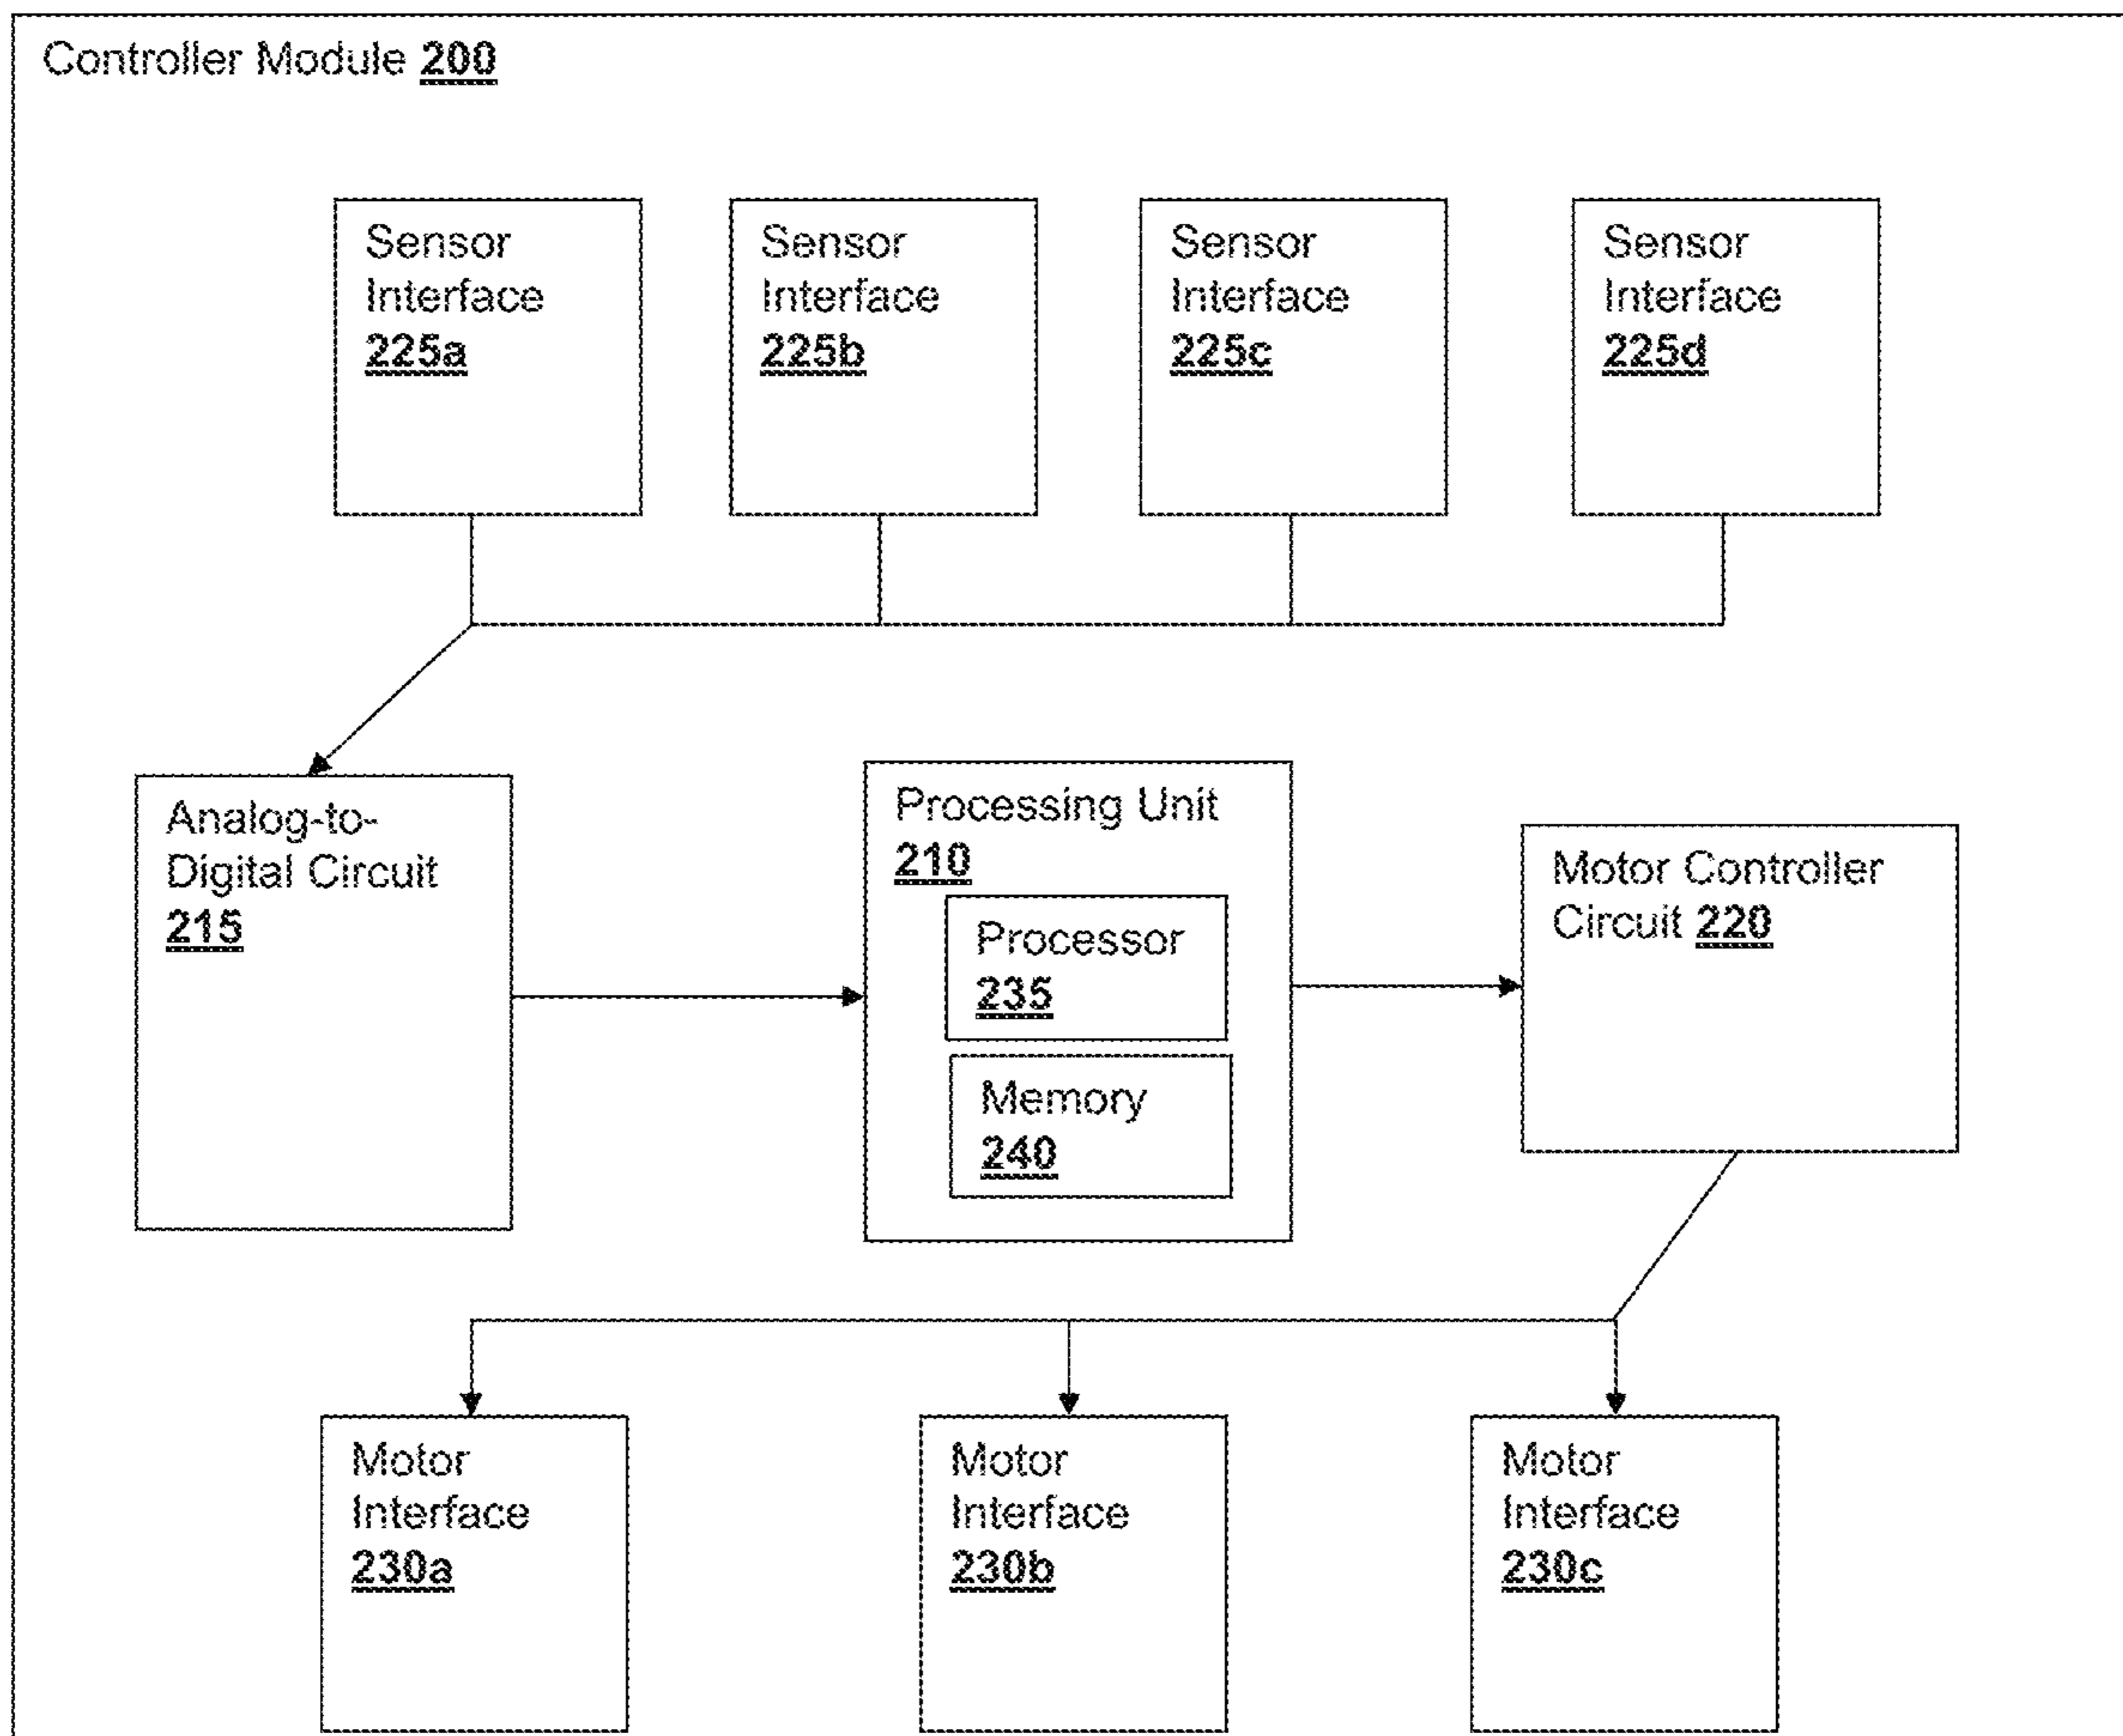 Controller Module 200
Sensor
Interface
225a
Sensor
Interface
225b
Sensor
Interface
225c
Sensor
Interface
225d
Analog-to-
Digital Circuit
215
Processing Unit
210
Processor
235
Memory
240
Motor Controller
Circuit 220
Motor
Interface
230a
Motor
Interface
230b
Motor
Interface
230c